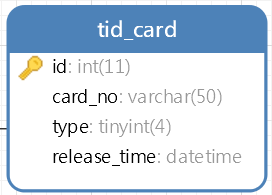 tid_card
id: int(11)
card_no: varchar(50)
type: tinyint(4)
release_time: datetime